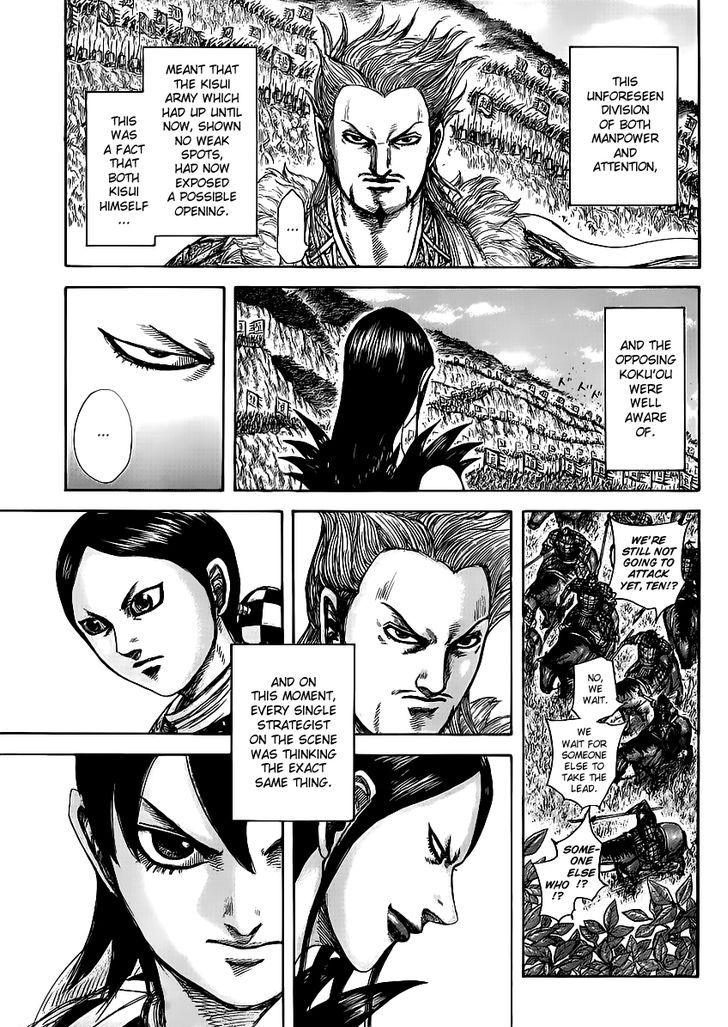 THIS
UNFORESEEN
DIVISION
OF BOTH
MANPOWER
AND
ATTENTION,
MEANT THAT
THE KISUI
ARMY WHICH
HAD UP UNTIL
NOW, SHOWN
NO WEAK
SPOTS,
HAD NOW
EXPOSED
A POSSIBLE
OPENING.
...
THIS
WAS
A FACT
THAT
BOTH
KISUI
HIMSELF
...
AND THE
OPPOSING
KOKU'OU
WERE
WELL
AWARE
OF.
...
WE'RE
STILL NOT
GOING TO
ATTACK
YET, TEN!?
NO,
WE
WAIT.
WE
WAIT FOR
SOMEONE
ELSE TO
TAKE THE
LEAD.
SOME-
ONE ELSE
WHO !?
!?
AND ON
THIS MOMENT,
EVERY SINGLE
STRATEGIST
ON THE SCENE
WAS THINKING
THE EXACT
SAME THING.